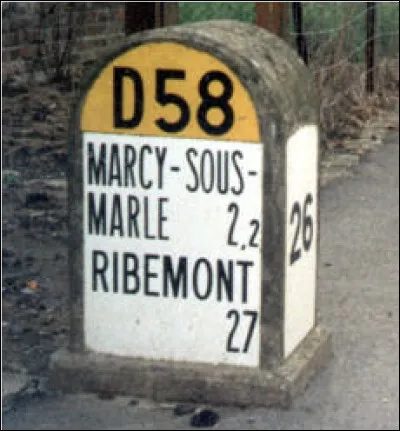 D58
MARCY-SOUS-
MARLE 2,2
RIBEMONT
27
26